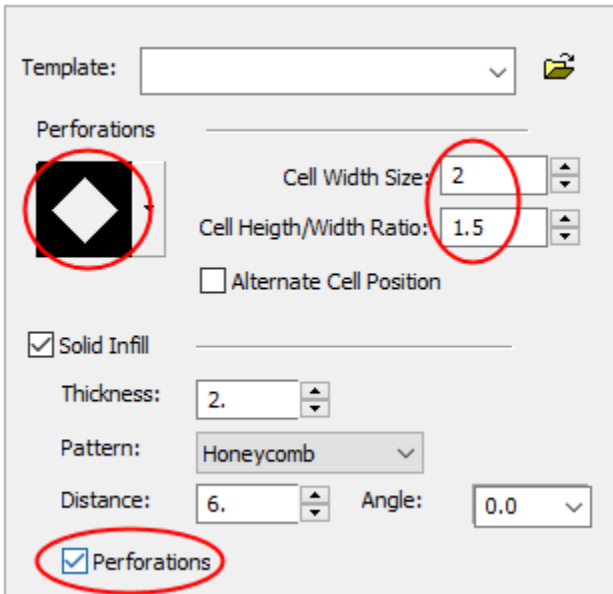 Template:
Perforations
Cell Width Size: 2
Cell Heigth/Width Ratio: 1.5
Alternate Cell Position
Solid Infill
Thickness: 2.
Pattern: Honeycomb
Distance: 6. Angle: 0.0
Perforations